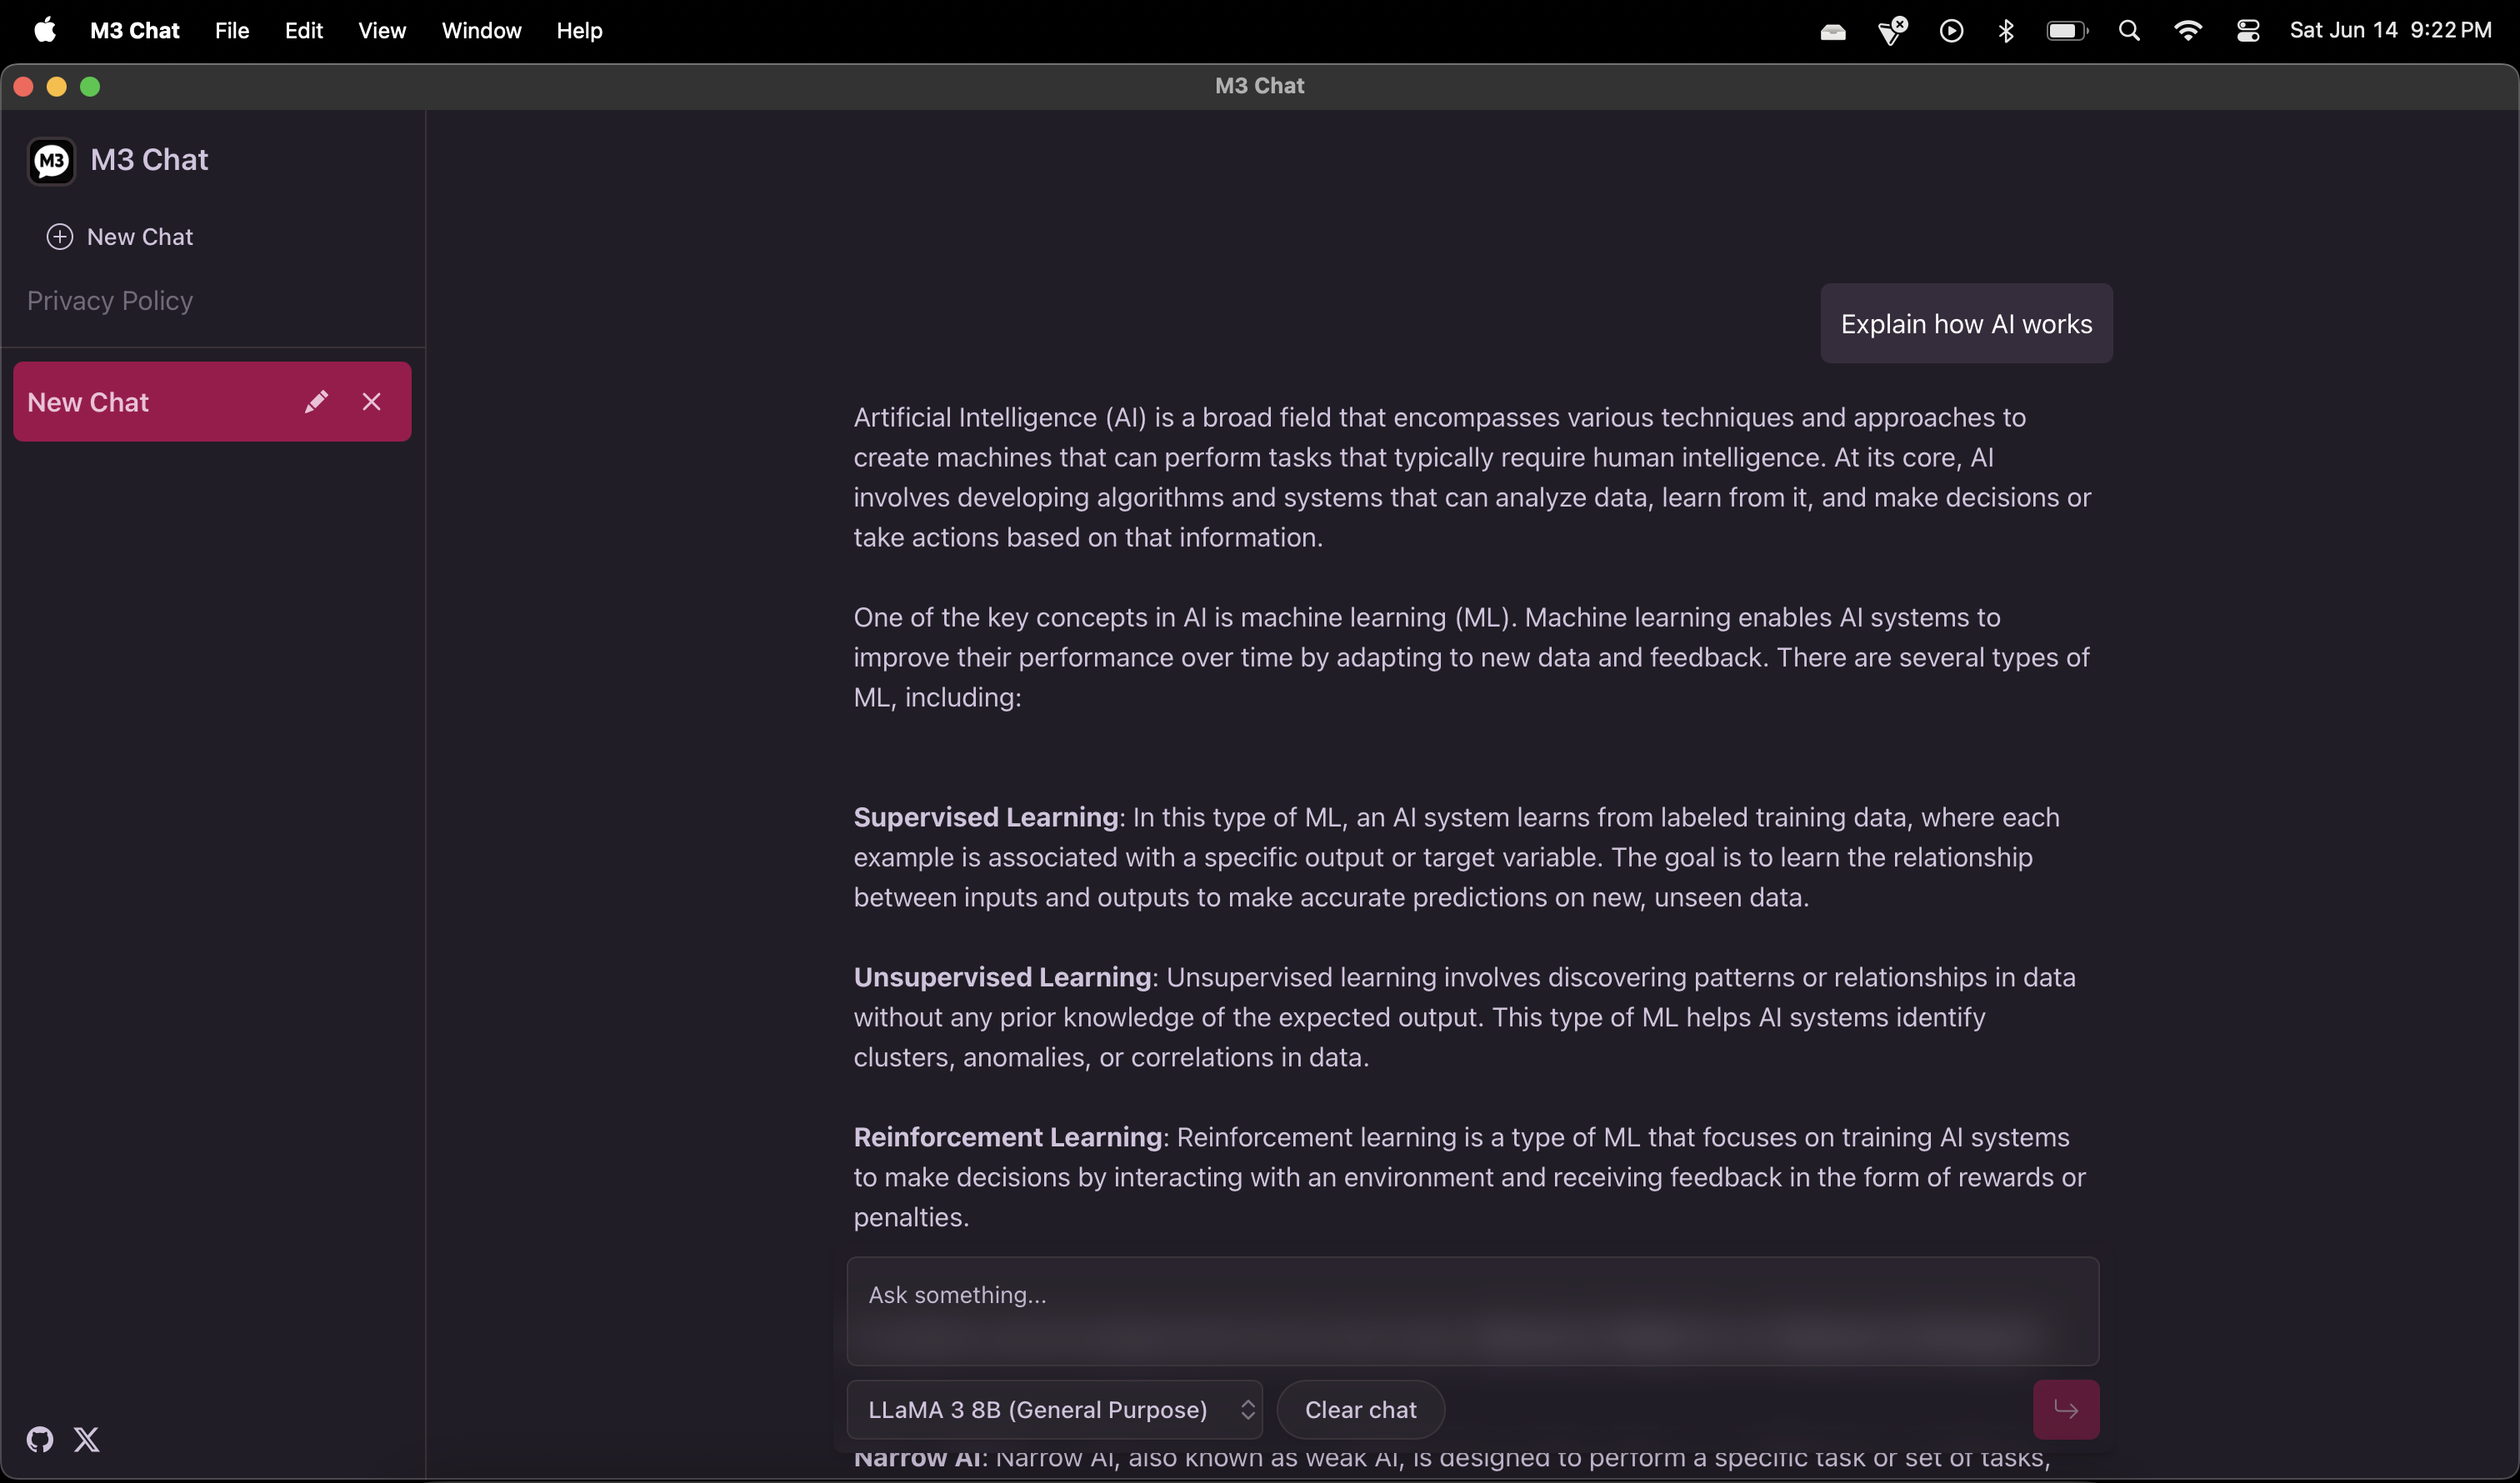 M3 Chat File Edit View Window Help Sat Jun 14 9:22 PM
M3 Chat
M3 M3 Chat
New Chat
Privacy Policy
New Chat
Explain how AI works
Artificial Intelligence (AI) is a broad field that encompasses various techniques and approaches to
create machines that can perform tasks that typically require human intelligence. At its core, AI
involves developing algorithms and systems that can analyze data, learn from it, and make decisions or
take actions based on that information.
One of the key concepts in AI is machine learning (ML). Machine learning enables AI systems to
improve their performance over time by adapting to new data and feedback. There are several types of
ML, including:
Supervised Learning: In this type of ML, an AI system learns from labeled training data, where each
example is associated with a specific output or target variable. The goal is to learn the relationship
between inputs and outputs to make accurate predictions on new, unseen data.
Unsupervised Learning: Unsupervised learning involves discovering patterns or relationships in data
without any prior knowledge of the expected output. This type of ML helps AI systems identify
clusters, anomalies, or correlations in data.
Reinforcement Learning: Reinforcement learning is a type of ML that focuses on training AI systems
to make decisions by interacting with an environment and receiving feedback in the form of rewards or
penalties.
Ask something...
LLaMA 3 8B (General Purpose) Clear chat
Narrow AI: Narrow AI, also known as weak AI, is designed to perform a specific task or set of tasks,